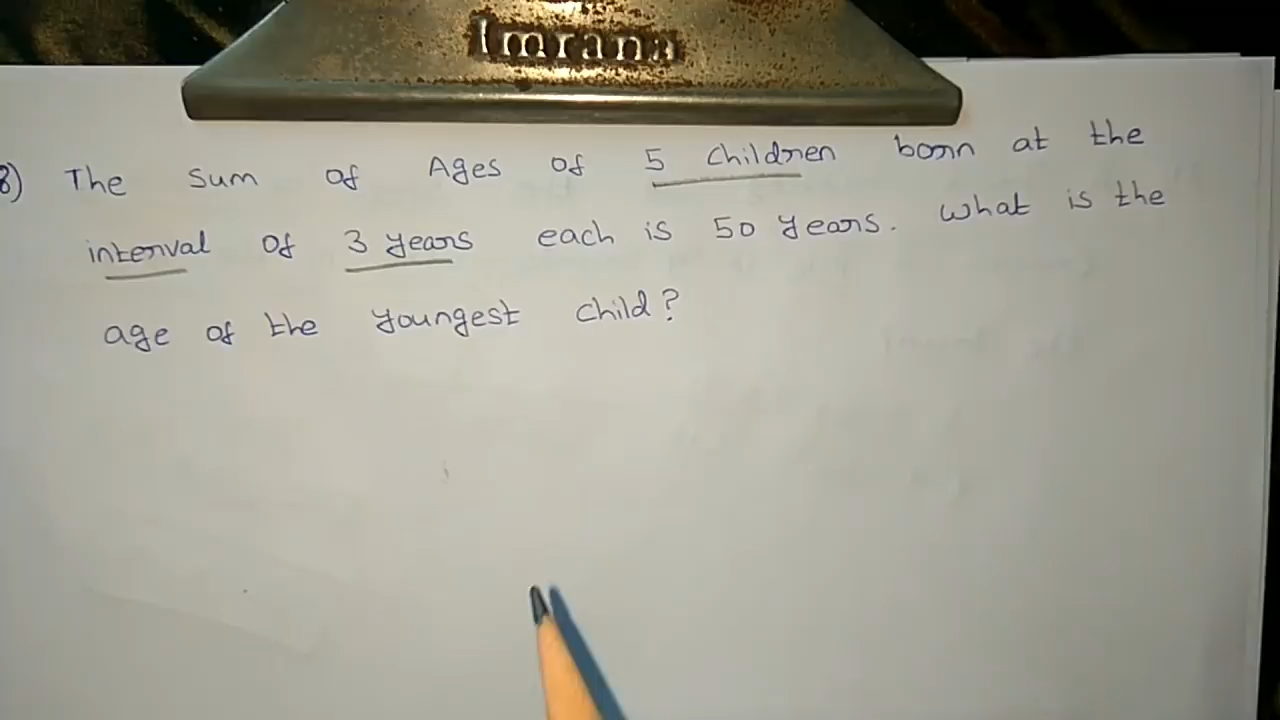 Imrana
8) The sum of Ages of 5 children born at the
interval of 3 years each is 50 years. What is the
age of the youngest child?